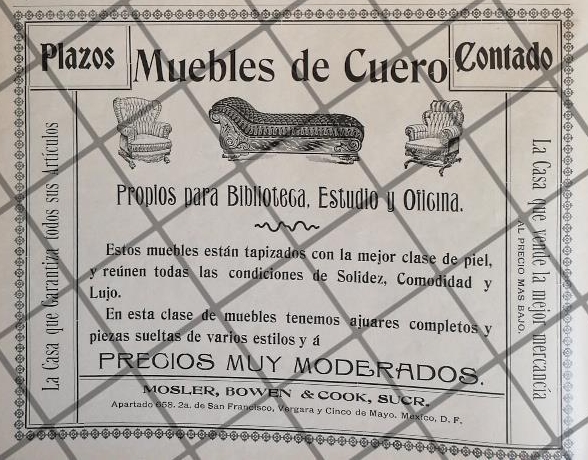 Plazos
Muebles de Cuero
Contado
La Casa que Garantiza todos sus Artículos
Propios para Biblioteca, Estudio y Oficina.
Estos muebles están tapizados con la mejor clase de piel,
y reúnen todas las condiciones de Solidez, Comodidad y
Lujo.
En esta clase de muebles tenemos ajuares completos y
piezas sueltas de varios estilos y á
PRECIOS MUY MODERADOS.
MOSLER, BOWEN & COOK, SUCR.
Apartado 658. 2a. de San Francisco, Vergara y Cinco de Mayo. Mexico, D. F.
La Casa que vende la mejor mercancía
AL PRECIO MAS BAJO.